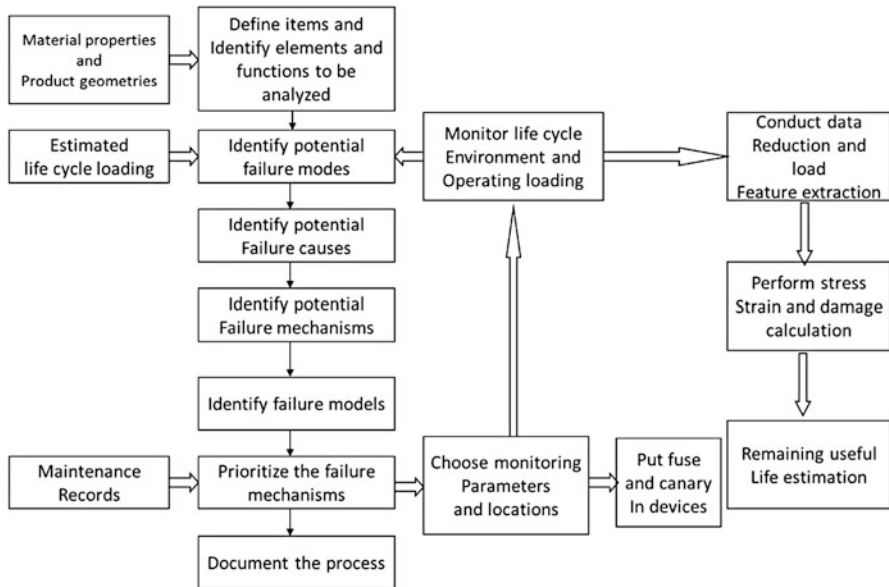 Material properties
and
Product geometries
Define items and
Identify elements and
functions to be
analyzed
Estimated
life cycle loading
Identify potential
failure modes
Monitor life cycle
Environment and
Operating loading
Conduct data
Reduction and
load
Feature extraction
Identify potential
Failure causes
Identify potential
Failure mechanisms
Perform stress
Strain and damage
calculation
Identify failure models
Maintenance
Records
Prioritize the failure
mechanisms
Choose monitoring
Parameters
and locations
Put fuse
and canary
In devices
Remaining useful
Life estimation
Document the process